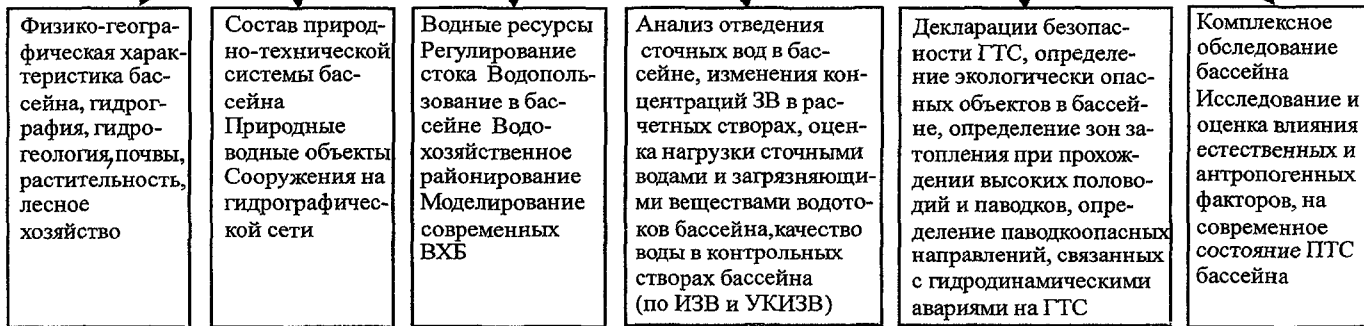 Физико-геогра-
фическая харак-
теристика бас-
сейна, гидрог-
рафия, гидро-
геология, почвы,
растительность,
лесное
хозяйство
Состав природ-
но-технической
системы бас-
сейна
Природные
водные объекты
Сооружения на
гидрографичес-
кой сети
Водные ресурсы
Регулирование
стока Водополь-
зование в бас-
сейне Водо-
хозяйственное
районирование
Моделирование
современных
ВХБ
Анализ отведения
сточных вод в бас-
сейне, изменения кон-
центраций ЗВ в рас-
четных створах, оцен-
ка нагрузки сточными
водами и загрязняющи-
ми веществами водото-
ков бассейна,качество
воды в контрольных
створах бассейна
(по ИЗВ и УКИЗВ)
Декларации безопас-
ности ГТС, определе-
ние экологически опас-
ных объектов в бассей-
не, определение зон за-
топления при прохож-
дении высоких полово-
дий и паводков, опре-
деление паводкоопасных
направлений, связанных
с гидродинамическими
авариями на ГТС
Комплексное
обследование
бассейна
Исследование и
оценка влияния
естественных и
антропогенных
факторов, на
современное
состояние ПТС
бассейна